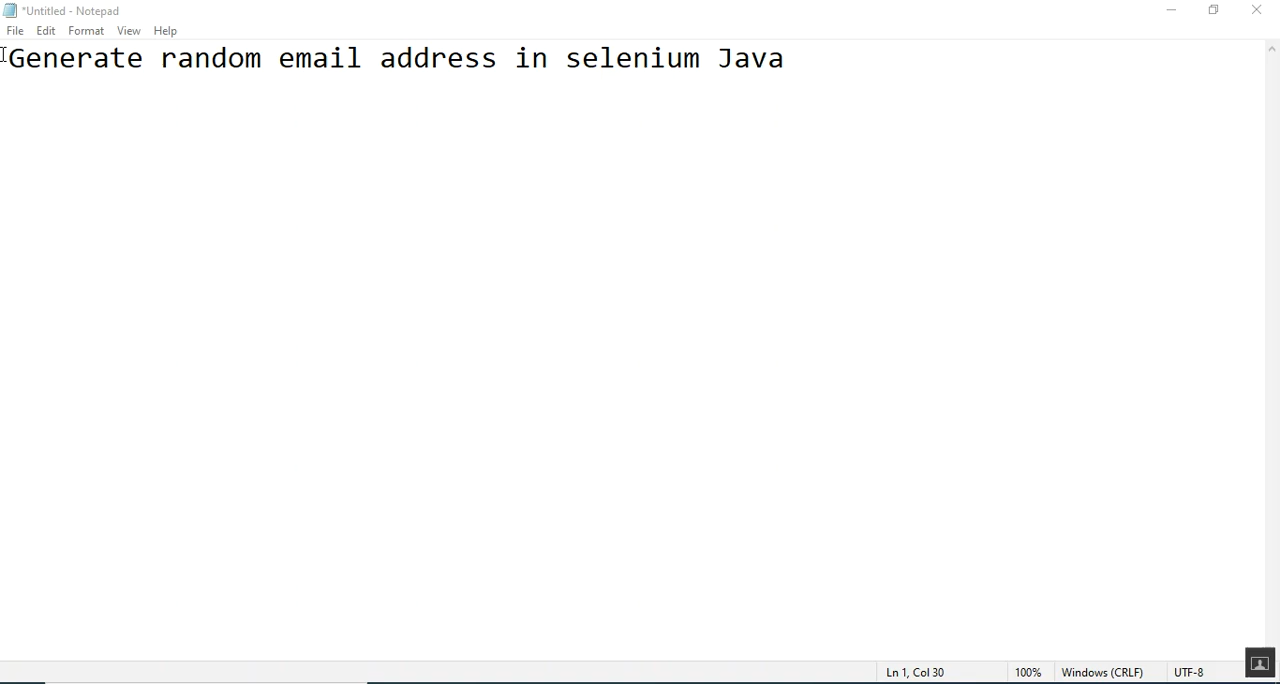 *Untitled - Notepad
File Edit Format View Help
Generate random email address in selenium Java
Ln 1, Col 30 100% Windows (CRLF) UTF-8